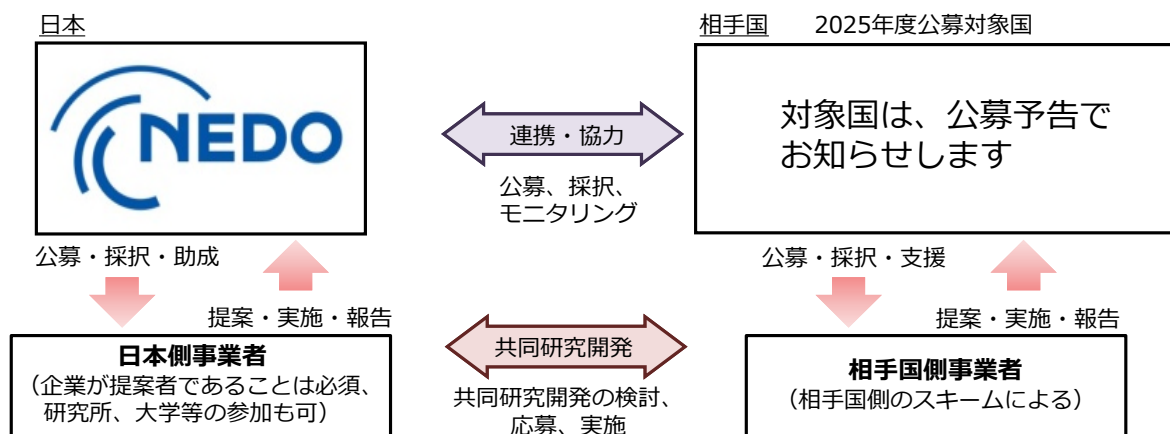 日本
相手国 2025年度公募対象国
NEDO
連携・協力
公募、採択、
モニタリング
対象国は、公募予告で
お知らせします
公募・採択・助成
提案・実施・報告
公募・採択・支援
提案・実施・報告
日本側事業者
（企業が提案者であることは必須、
研究所、大学等の参加も可）
共同研究開発
共同研究開発の検討、
応募、実施
相手国側事業者
（相手国側のスキームによる）